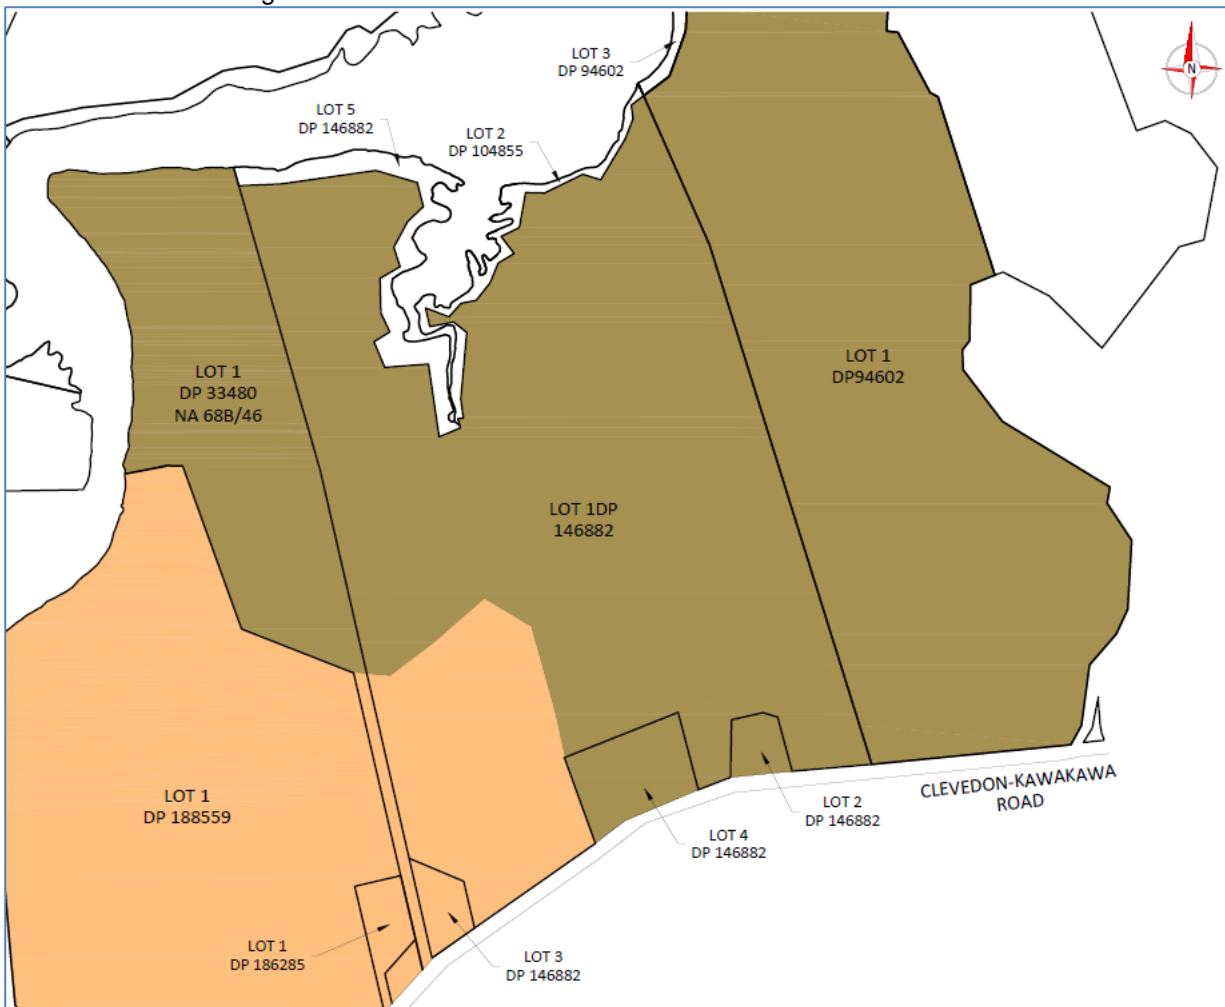 LOT 3
DP 94602
N
LOT 5
DP 146882
LOT 2
DP 104855
LOT 1
DP 33480
NA 68B/46
LOT 1
DP94602
LOT 1DP
146882
LOT 1
DP 188559
CLEVEDON-KAWAKAWA
ROAD
LOT 2
DP 146882
LOT 4
DP 146882
LOT 1
DP 186285
LOT 3
DP 146882